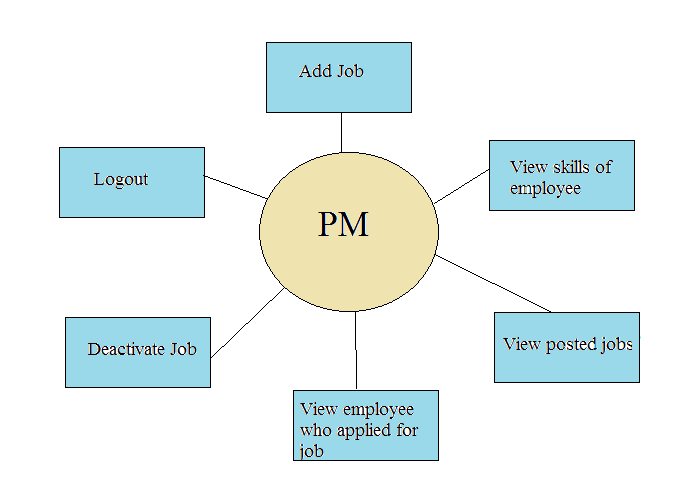 Add Job
View skills of
employee
Logout
PM
View posted jobs
Deactivate Job
View employee
who applied for
job